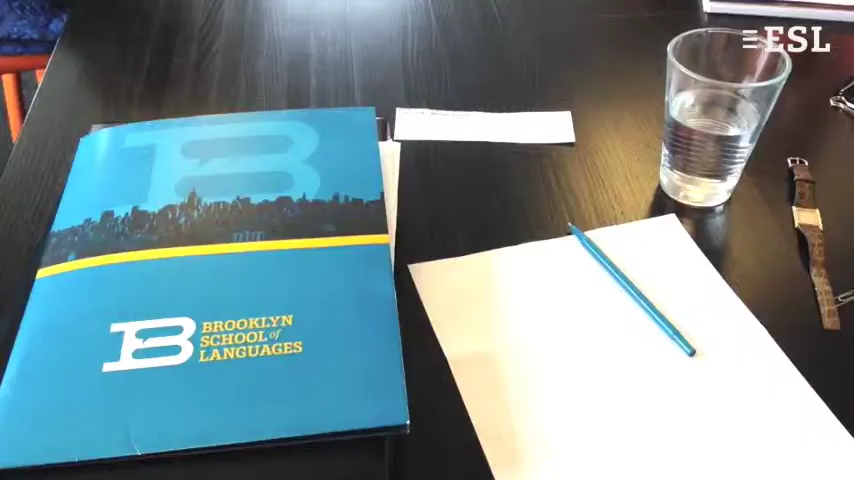 ESL
B
B BROOKLYN
SCHOOL of
LANGUAGES